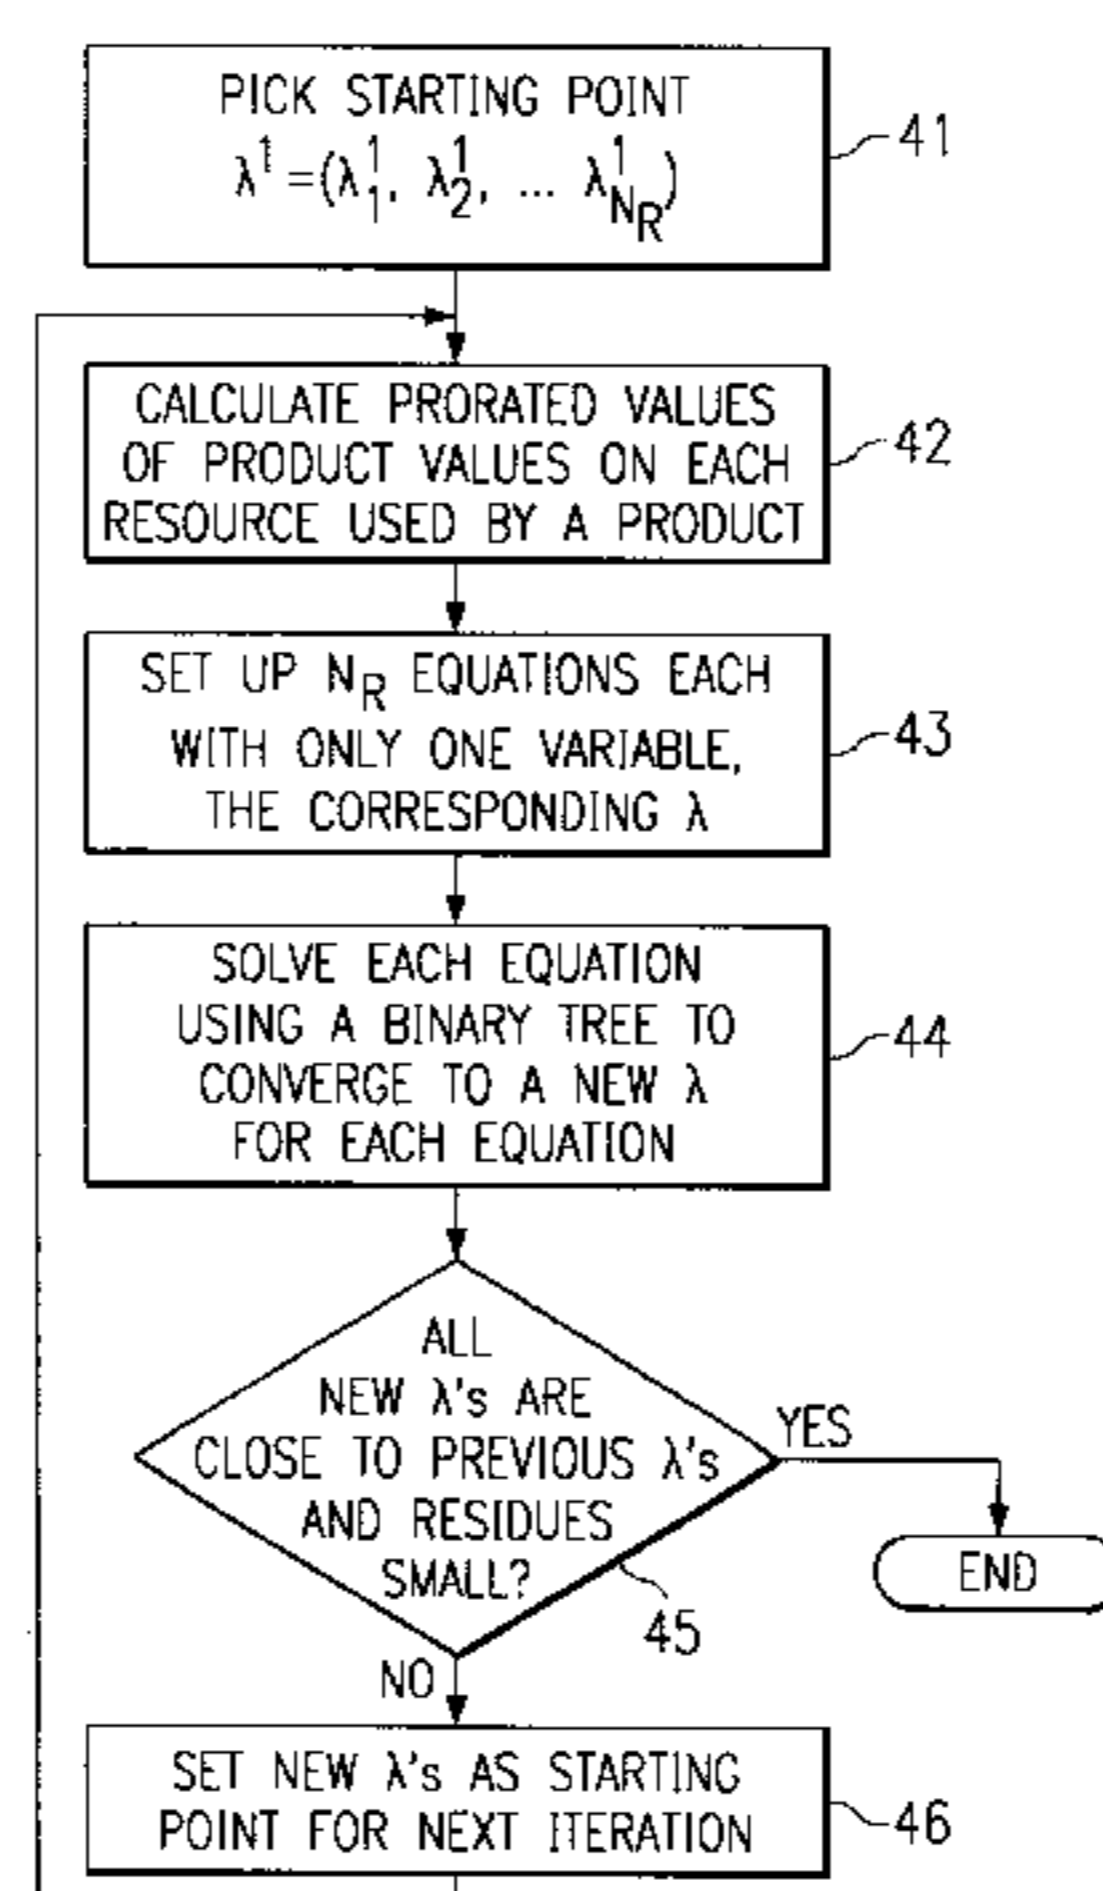 PICK STARTING POINT
λ¹=(λ₁¹, λ₂¹, ... λ¹_{N_R})
41
CALCULATE PRORATED VALUES
OF PRODUCT VALUES ON EACH
RESOURCE USED BY A PRODUCT
42
SET UP N_R EQUATIONS EACH
WITH ONLY ONE VARIABLE,
THE CORRESPONDING λ
43
SOLVE EACH EQUATION
USING A BINARY TREE TO
CONVERGE TO A NEW λ
FOR EACH EQUATION
44
ALL
NEW λ's ARE
CLOSE TO PREVIOUS λ's
AND RESIDUES
SMALL?
45
YES
END
NO
SET NEW λ's AS STARTING
POINT FOR NEXT ITERATION
46